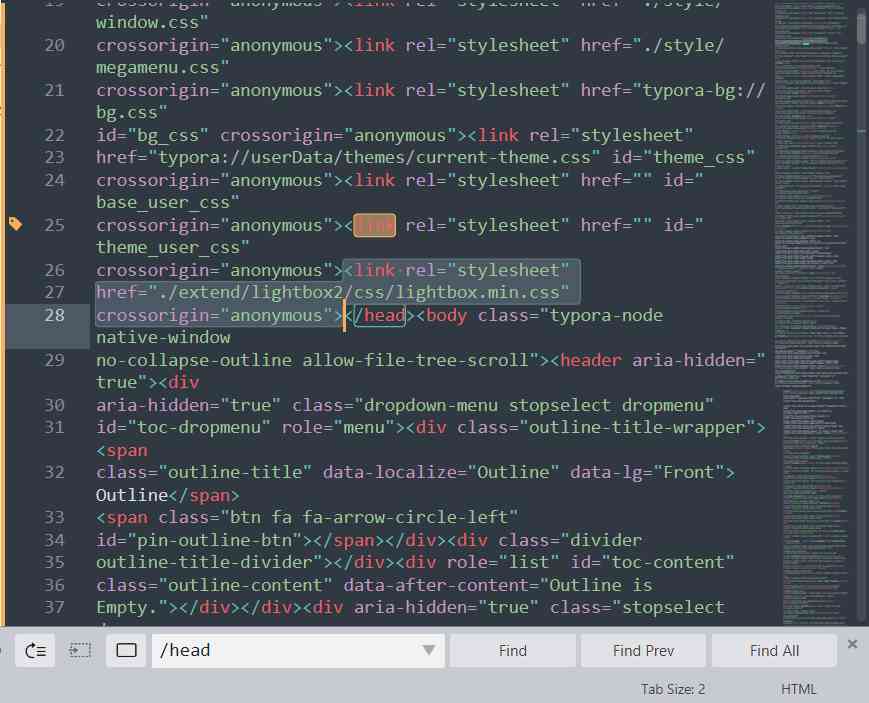 19 crossorigin="anonymous"><link rel="stylesheet" href="./style/
window.css"
20 crossorigin="anonymous"><link rel="stylesheet" href="./style/
megamenu.css"
21 crossorigin="anonymous"><link rel="stylesheet" href="typora-bg://
bg.css"
22 id="bg_css" crossorigin="anonymous"><link rel="stylesheet"
23 href="typora://userData/themes/current-theme.css" id="theme_css"
24 crossorigin="anonymous"><link rel="stylesheet" href="" id="
base_user_css"
25 crossorigin="anonymous"><link rel="stylesheet" href="" id="
theme_user_css"
26 crossorigin="anonymous"><link rel="stylesheet"
27 href="./extend/lightbox2/css/lightbox.min.css"
28 crossorigin="anonymous"></head><body class="typora-node
native-window
29 no-collapse-outline allow-file-tree-scroll"><header aria-hidden="
true"><div
30 aria-hidden="true" class="dropdown-menu stopselect dropmenu"
31 id="toc-dropmenu" role="menu"><div class="outline-title-wrapper">
<span
32 class="outline-title" data-localize="Outline" data-lg="Front">
Outline</span>
33 <span class="btn fa fa-arrow-circle-left"
34 id="pin-outline-btn"></span></div><div class="divider
35 outline-title-divider"></div><div role="list" id="toc-content"
36 class="outline-content" data-after-content="Outline is
37 Empty."></div></div><div aria-hidden="true" class="stopselect
/head
Find
Find Prev
Find All
Tab Size: 2
HTML